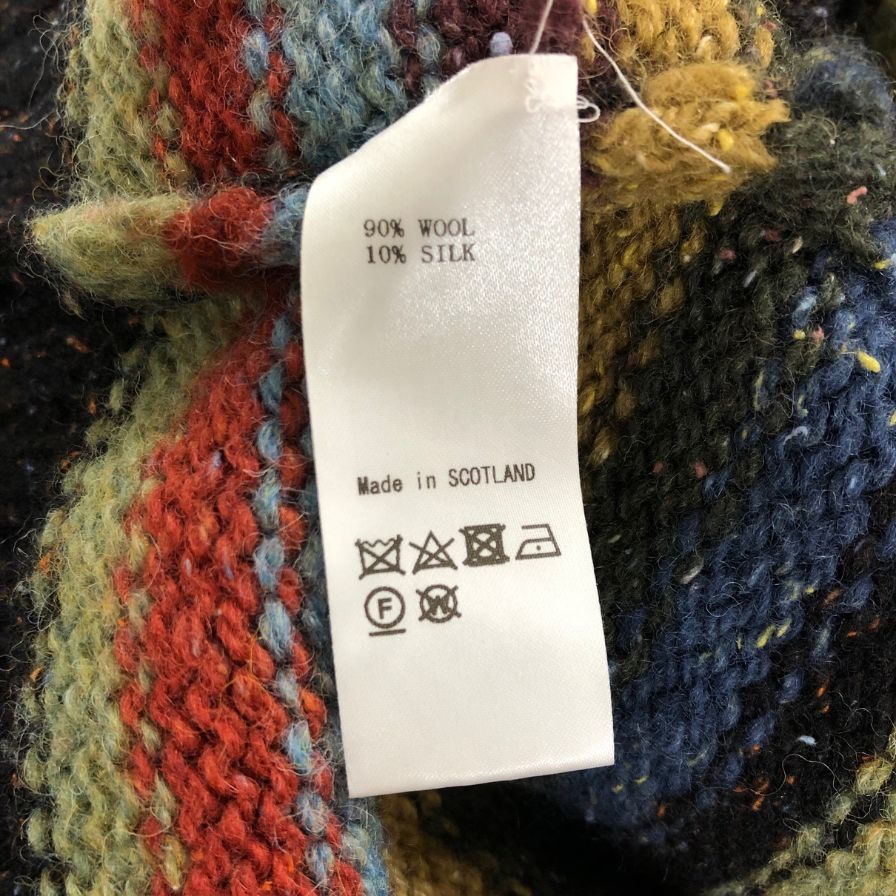 90% WOOL
10% SILK
Made in SCOTLAND
F W